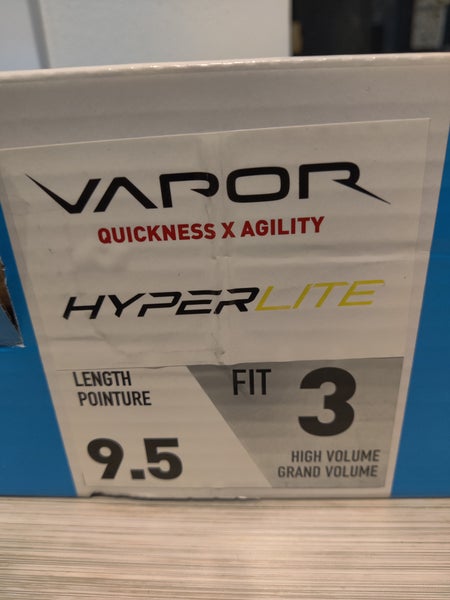 VAPOR
QUICKNESS X AGILITY
HYPERLITE
LENGTH
POINTURE
9.5
FIT 3
HIGH VOLUME
GRAND VOLUME